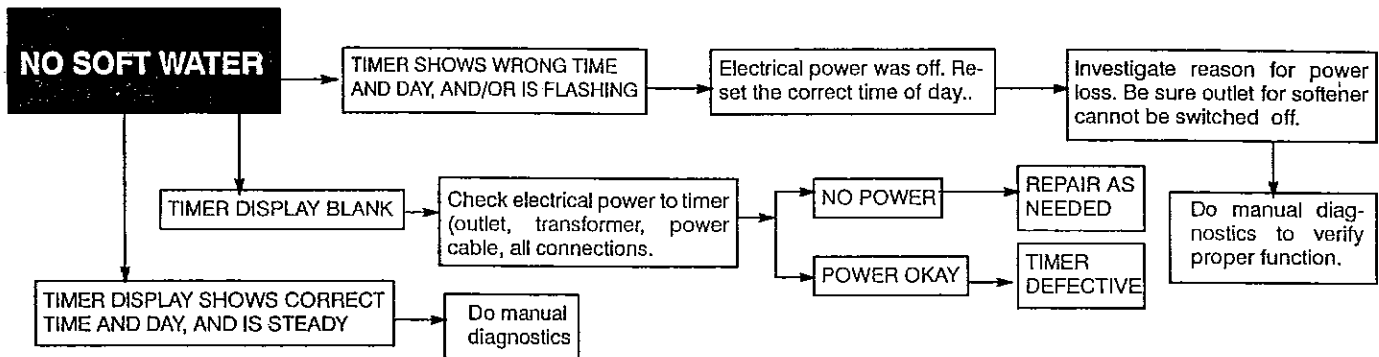 NO SOFT WATER
TIMER SHOWS WRONG TIME
AND DAY, AND/OR IS FLASHING
Electrical power was off. Re-
set the correct time of day..
Investigate reason for power
loss. Be sure outlet for softener
cannot be switched off.
Do manual diag-
nostics to verify
proper function.
TIMER DISPLAY BLANK
Check electrical power to timer
(outlet, transformer, power
cable, all connections.
NO POWER
REPAIR AS
NEEDED
POWER OKAY
TIMER
DEFECTIVE
TIMER DISPLAY SHOWS CORRECT
TIME AND DAY, AND IS STEADY
Do manual
diagnostics